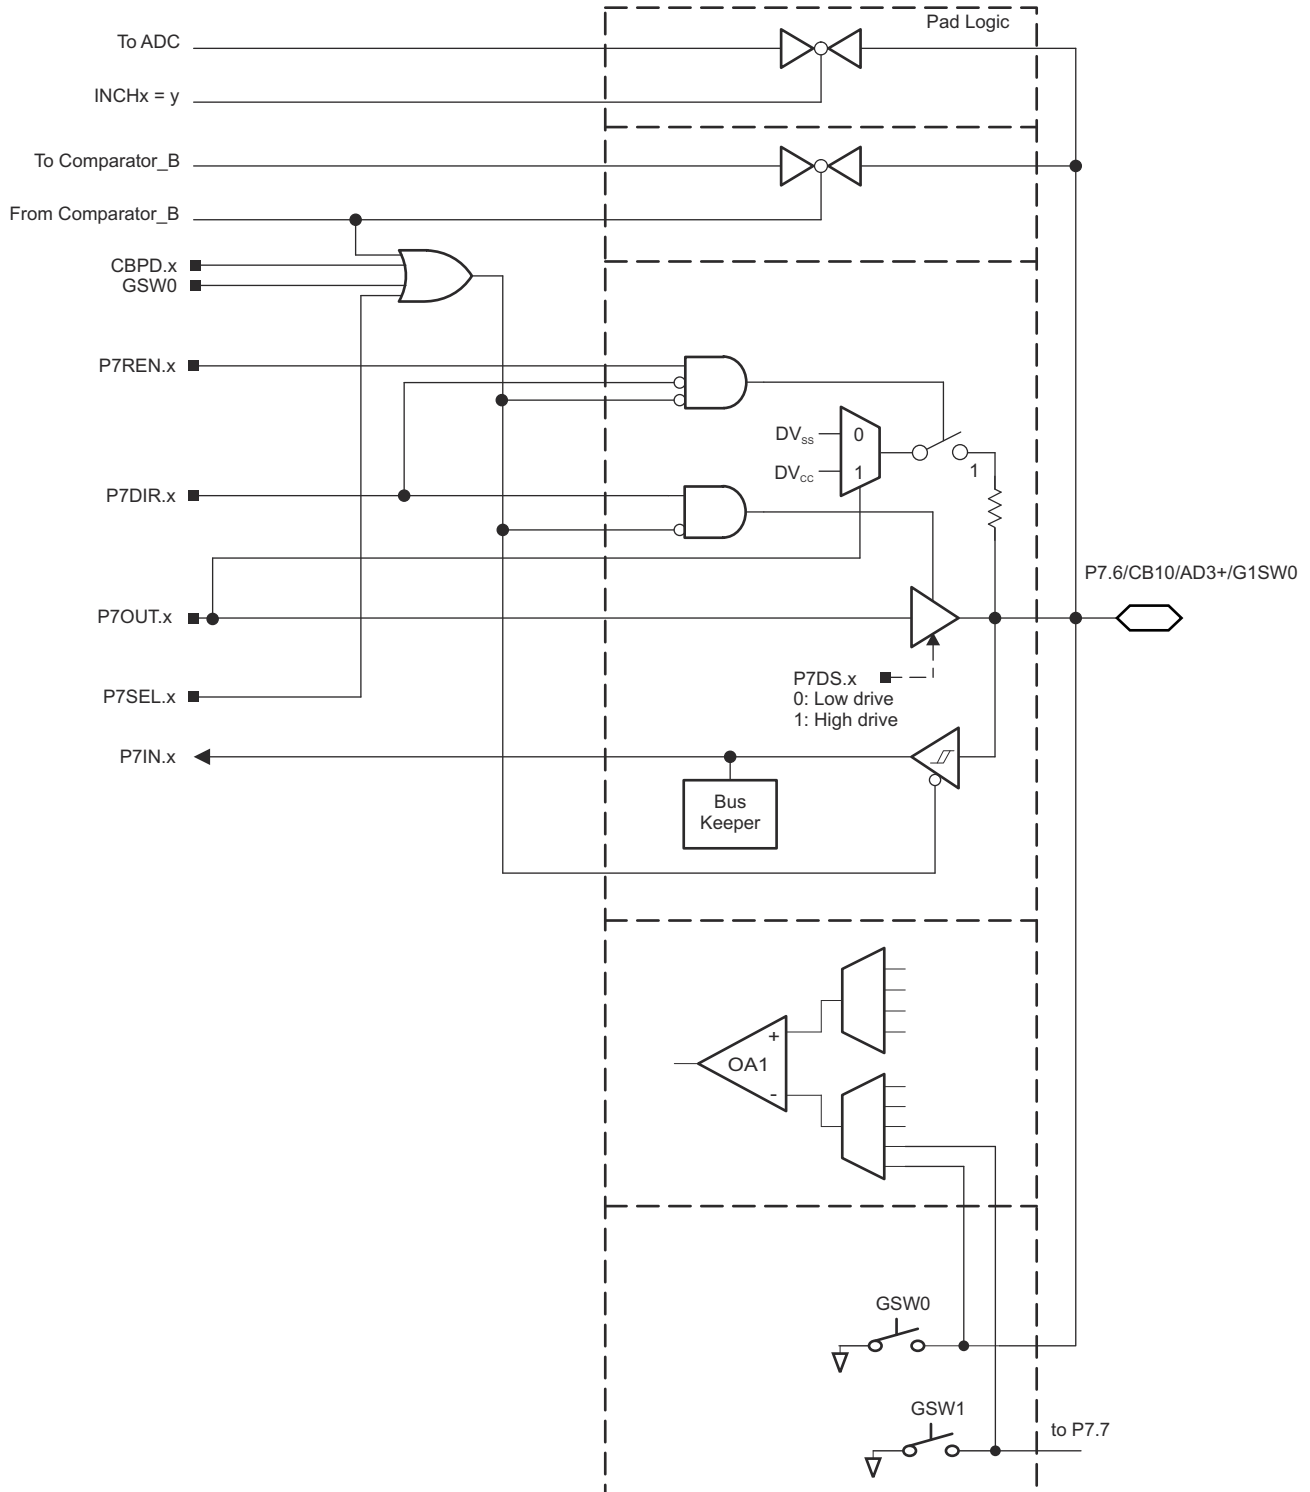 Pad Logic
To ADC
INCHx = y
To Comparator_B
From Comparator_B
CBPD.x
GSW0
P7REN.x
DVSS
0
DVCC
1
1
P7DIR.x
P7.6/CB10/AD3+/G1SW0
P7OUT.x
P7DS.x
0: Low drive
1: High drive
P7SEL.x
P7IN.x
Bus
Keeper
+
OA1
-
GSW0
GSW1
to P7.7